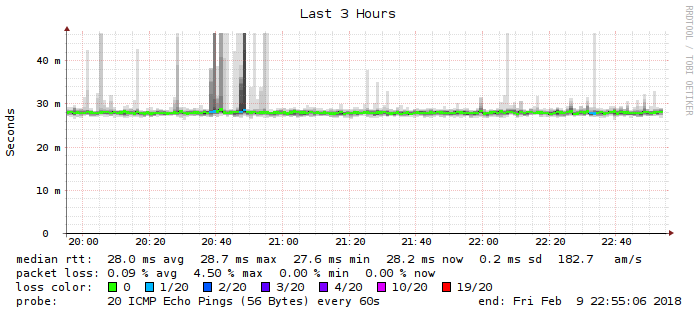 Last 3 Hours
RRDTOOL / TOBI OETIKER
Seconds
40 m
30 m
20 m
10 m
0
20:00 20:20 20:40 21:00 21:20 21:40 22:00 22:20 22:40
median rtt: 28.0 ms avg 28.7 ms max 27.6 ms min 28.2 ms now 0.2 ms sd 182.7 am/s
packet loss: 0.09 % avg 4.50 % max 0.00 % min 0.00 % now
loss color: 0 1/20 2/20 3/20 4/20 10/20 19/20
probe: 20 ICMP Echo Pings (56 Bytes) every 60s end: Fri Feb 9 22:55:06 2018